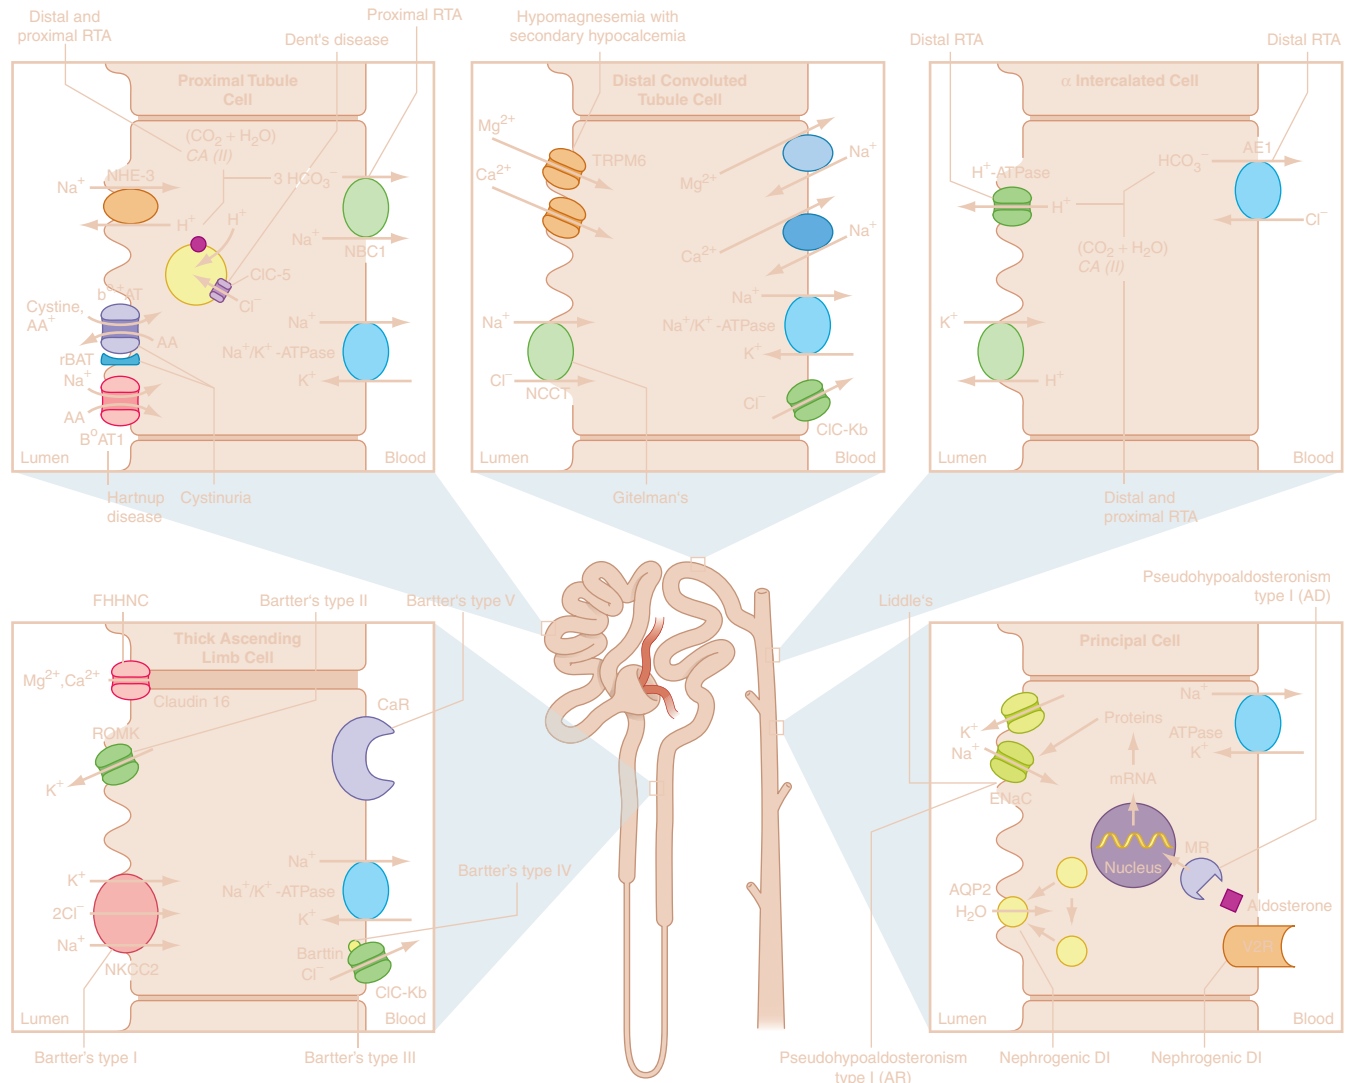 Distal and
proximal RTA
Proximal RTA
Dent's disease
Proximal Tubule
Cell
(CO2 + H2O)
CA (II)
NHE-3
Na+
3 HCO3−
H+
H+
Na+
NBC1
ClC-5
Cl−
b0,+AT
Cystine,
AA+
AA
rBAT
Na+
AA
B0AT1
Na+
Na+/K+-ATPase
K+
Lumen
Blood
Hartnup
disease
Cystinuria
Hypomagnesemia with
secondary hypocalcemia
Distal Convoluted
Tubule Cell
Mg2+
Ca2+
TRPM6
Mg2+
Na+
Ca2+
Na+
Na+
Na+/K+-ATPase
K+
Na+
Cl−
NCCT
Cl−
ClC-Kb
Lumen
Blood
Gitelman's
Distal RTA
Distal RTA
α Intercalated Cell
H+-ATPase
H+
HCO3−
AE1
Cl−
(CO2 + H2O)
CA (II)
K+
H+
Lumen
Blood
Distal and
proximal RTA
FHHNC
Bartter's type II
Bartter's type V
Thick Ascending
Limb Cell
Mg2+,Ca2+
Claudin 16
CaR
ROMK
K+
Na+
Na+/K+-ATPase
K+
Bartter's type IV
K+
2Cl−
Na+
NKCC2
Barttin
Cl−
ClC-Kb
Lumen
Blood
Bartter's type I
Bartter's type III
Liddle's
Pseudohypoaldosteronism
type I (AD)
Principal Cell
K+
Na+
ENaC
Proteins
mRNA
Nucleus
Na+
ATPase
K+
MR
Aldosterone
AQP2
H2O
V2R
Lumen
Blood
Pseudohypoaldosteronism
type I (AR)
Nephrogenic DI
Nephrogenic DI